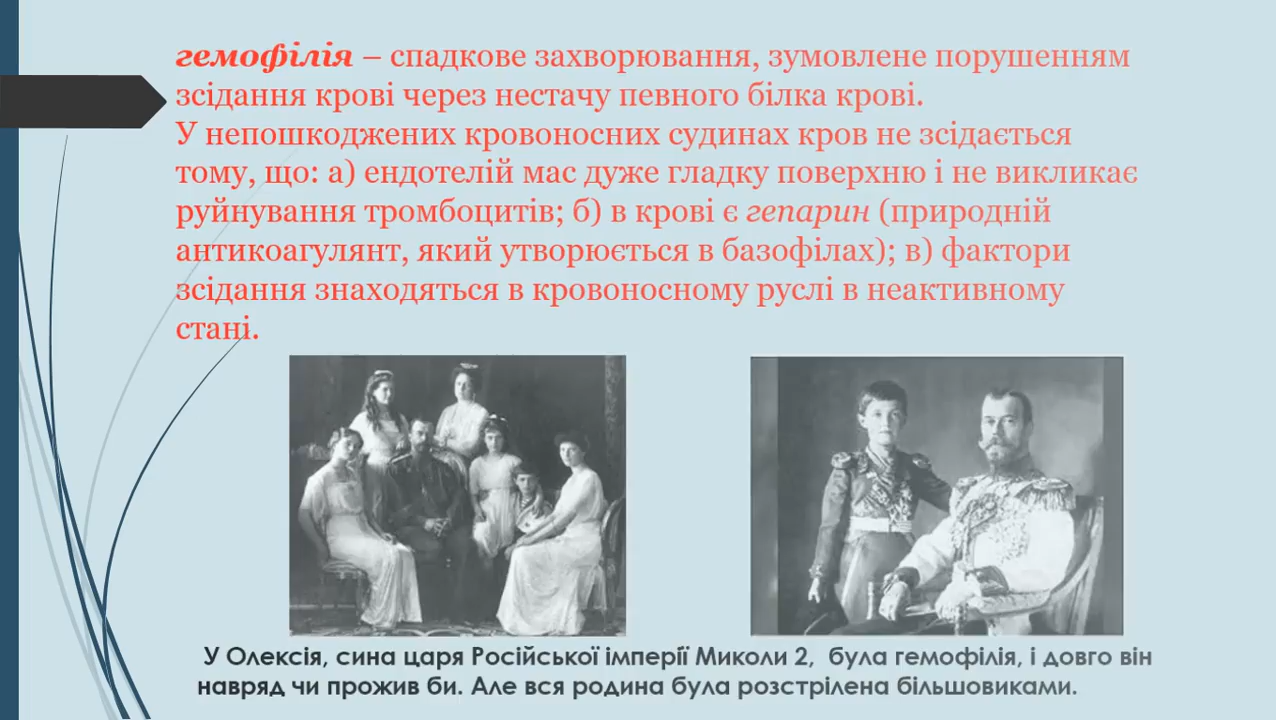 гемофілія – спадкове захворювання, зумовлене порушенням
зсідання крові через нестачу певного білка крові.
У непошкоджених кровоносних судинах кров не зсідається
тому, що: а) ендотелій мас дуже гладку поверхню і не викликає
руйнування тромбоцитів; б) в крові є гепарин (природній
антикоагулянт, який утворюється в базофілах); в) фактори
зсідання знаходяться в кровоносному руслі в неактивному
стані.
У Олексія, сина царя Російської імперії Миколи 2, була гемофілія, і довго він
навряд чи прожив би. Але вся родина була розстрілена більшовиками.